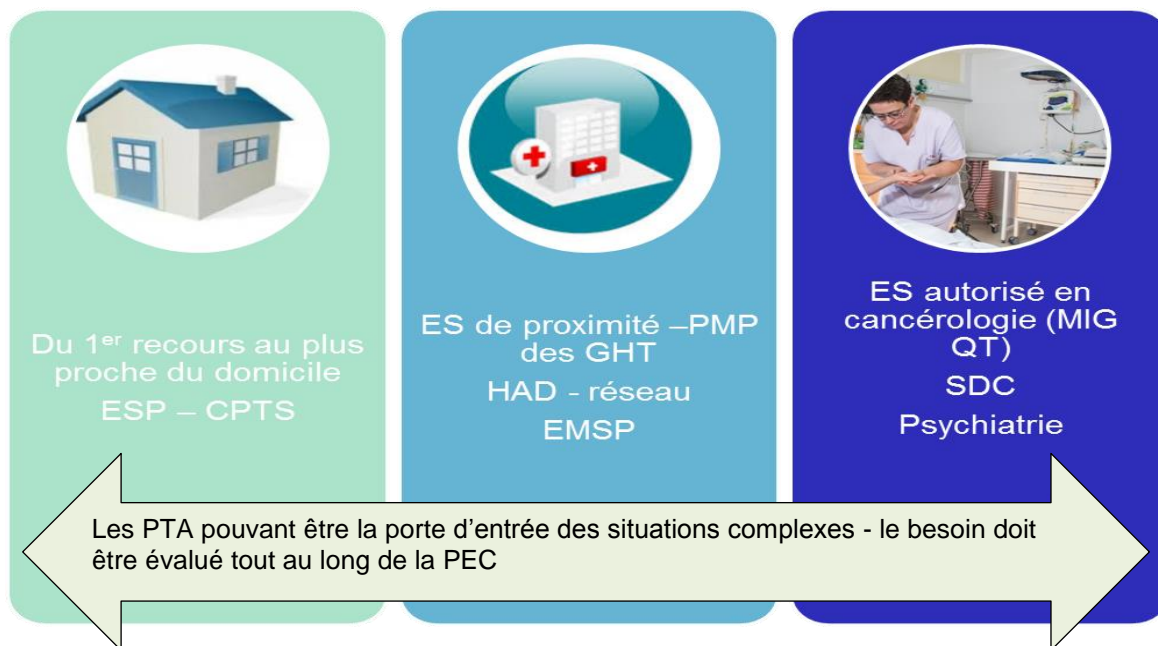 Du 1er recours au plus
proche du domicile
ESP – CPTS
ES de proximité –PMP
des GHT
HAD - réseau
EMSP
ES autorisé en
cancérologie (MIG
QT)
SDC
Psychiatrie
Les PTA pouvant être la porte d’entrée des situations complexes - le besoin doit
être évalué tout au long de la PEC